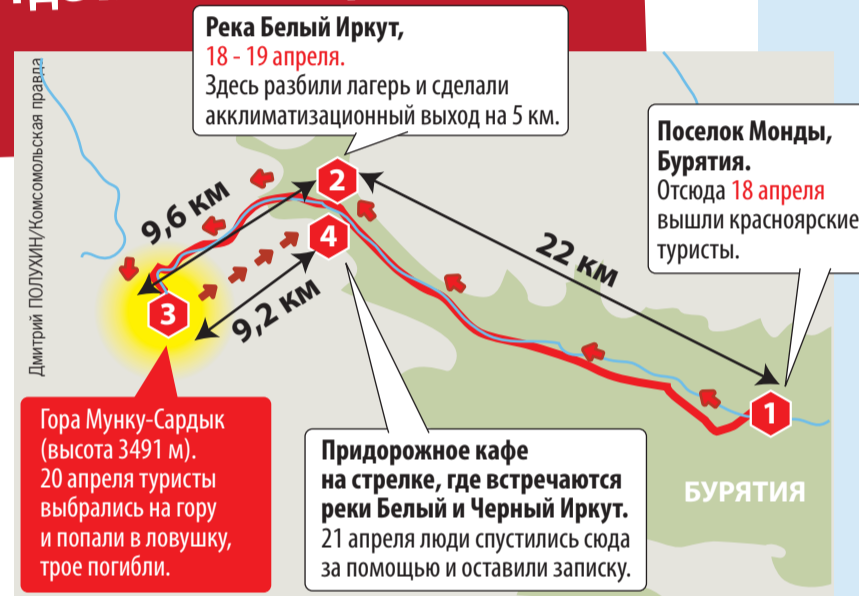 Река Белый Иркут,
18 - 19 апреля.
Здесь разбили лагерь и сделали
акклиматизационный выход на 5 км.
Поселок Монды,
Бурятия.
Отсюда 18 апреля
вышли красноярские
туристы.
Дмитрий ПОЛУХИН/Комсомольская правда
2
9,6 км
4
22 км
3
9,2 км
1
Гора Мунку-Сардык
(высота 3491 м).
20 апреля туристы
выбрались на гору
и попали в ловушку,
трое погибли.
Придорожное кафе
на стрелке, где встречаются
реки Белый и Черный Иркут.
21 апреля люди спустились сюда
за помощью и оставили записку.
БУРЯТИЯ